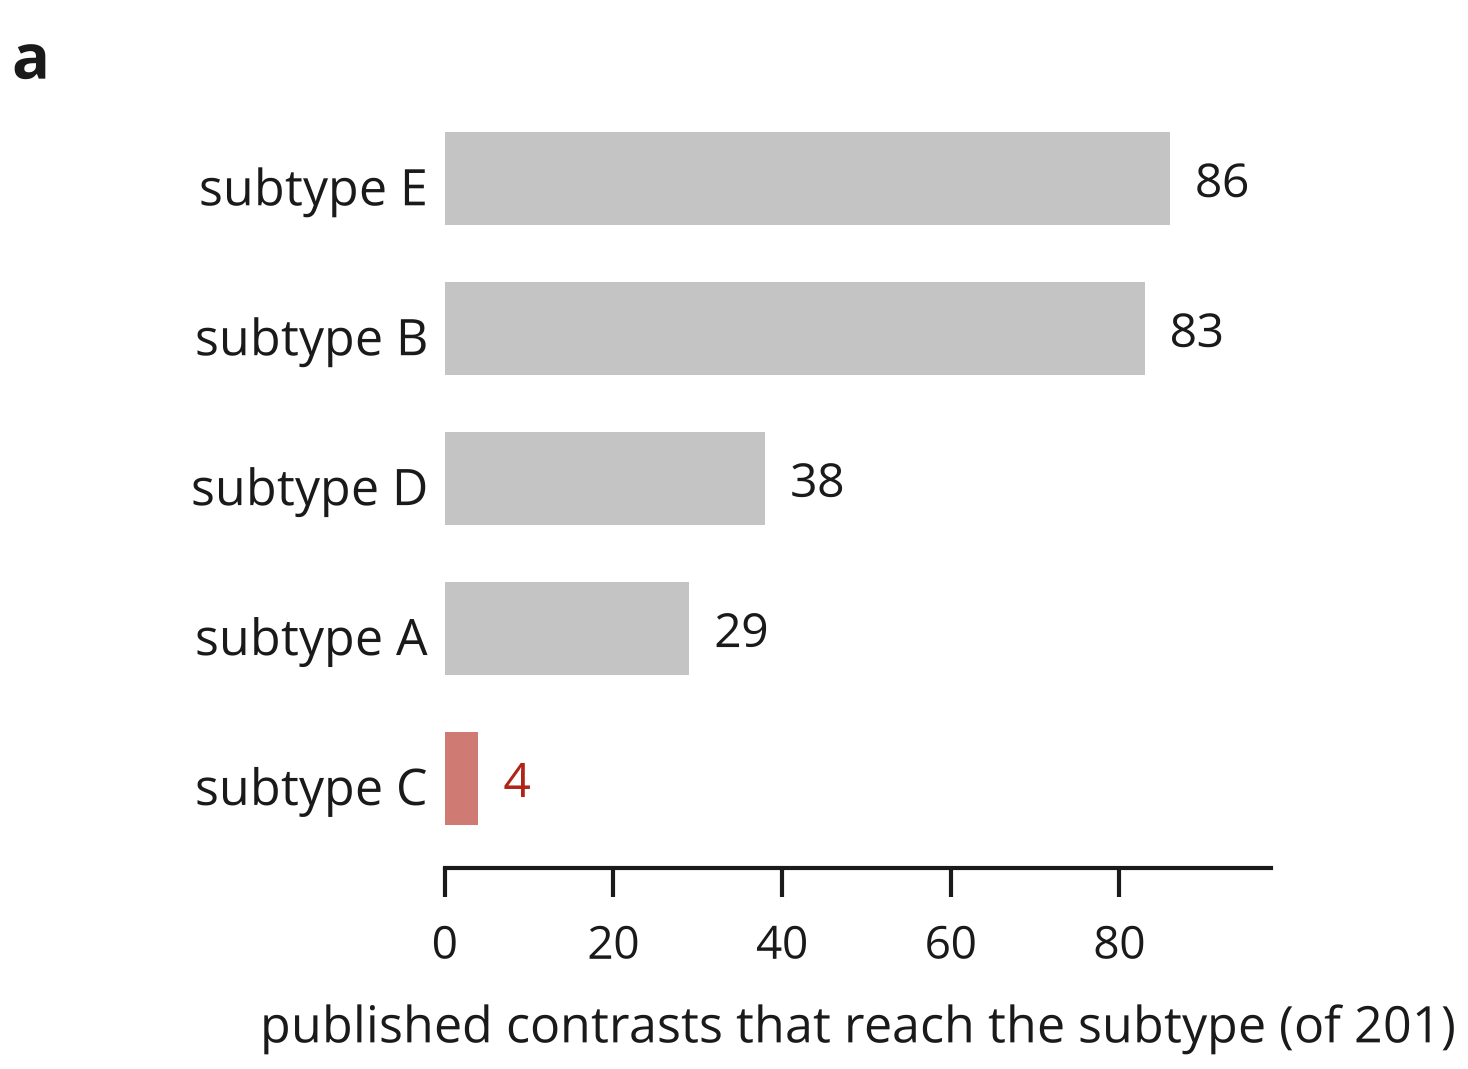 a
subtype E 86
subtype B 83
subtype D 38
subtype A 29
subtype C 4
0 20 40 60 80
published contrasts that reach the subtype (of 201)